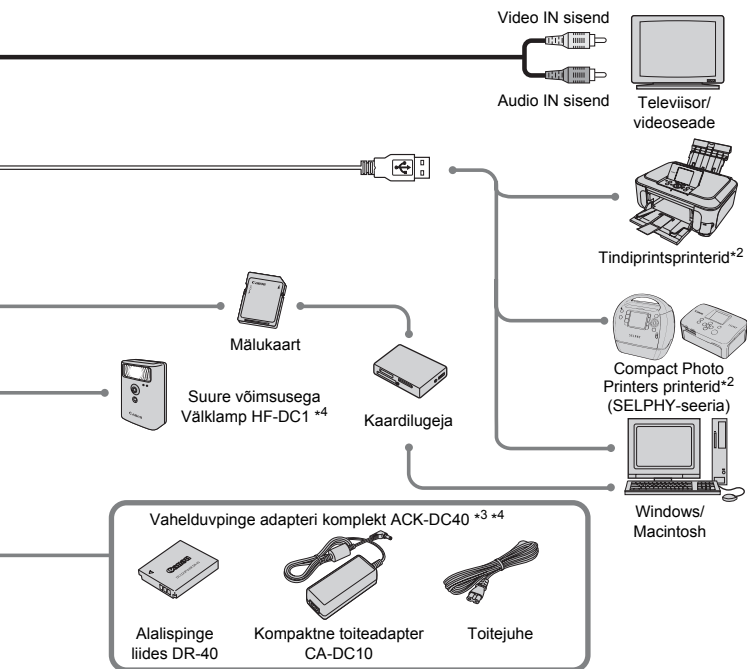 Video IN sisend
Audio IN sisend
Televiisor/
videoseade
Tindiprintsprinterid*2
Mälukaart
Suure võimsusega
Välklamp HF-DC1 *4
Kaardilugeja
Compact Photo
Printers printerid*2
(SELPHY-seeria)
Windows/
Macintosh
Vahelduvpinge adapteri komplekt ACK-DC40 *3 *4
Canon
Alalispinge
liides DR-40
Kompaktne toiteadapter
CA-DC10
Toitejuhe